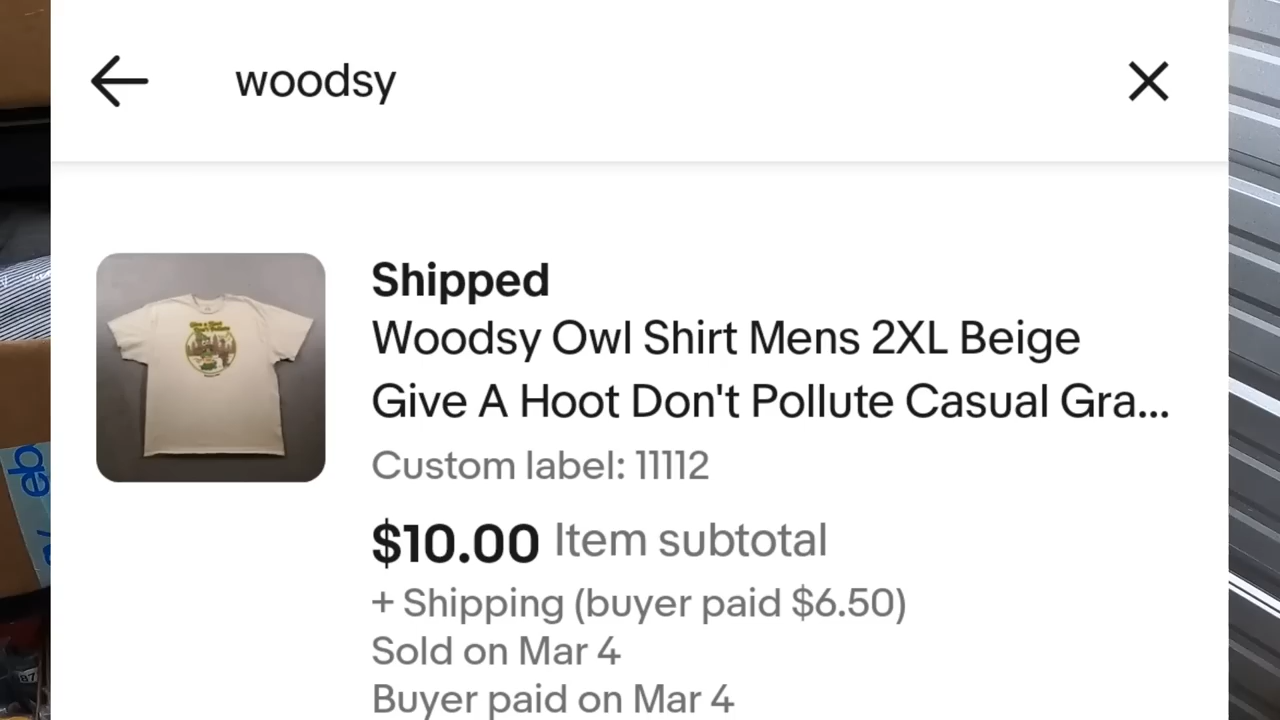 woodsy
Shipped
Woodsy Owl Shirt Mens 2XL Beige
Give A Hoot Don't Pollute Casual Gra...
Custom label: 11112
$10.00 Item subtotal
+ Shipping (buyer paid $6.50)
Sold on Mar 4
Buyer paid on Mar 4
eb